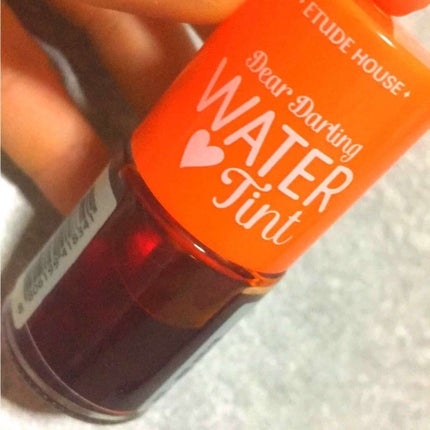 ETUDE HOUSE
Dear Darling
WATER
Tint